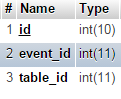 # Name Type
1 id int(10)
2 event_id int(11)
3 table_id int(11)